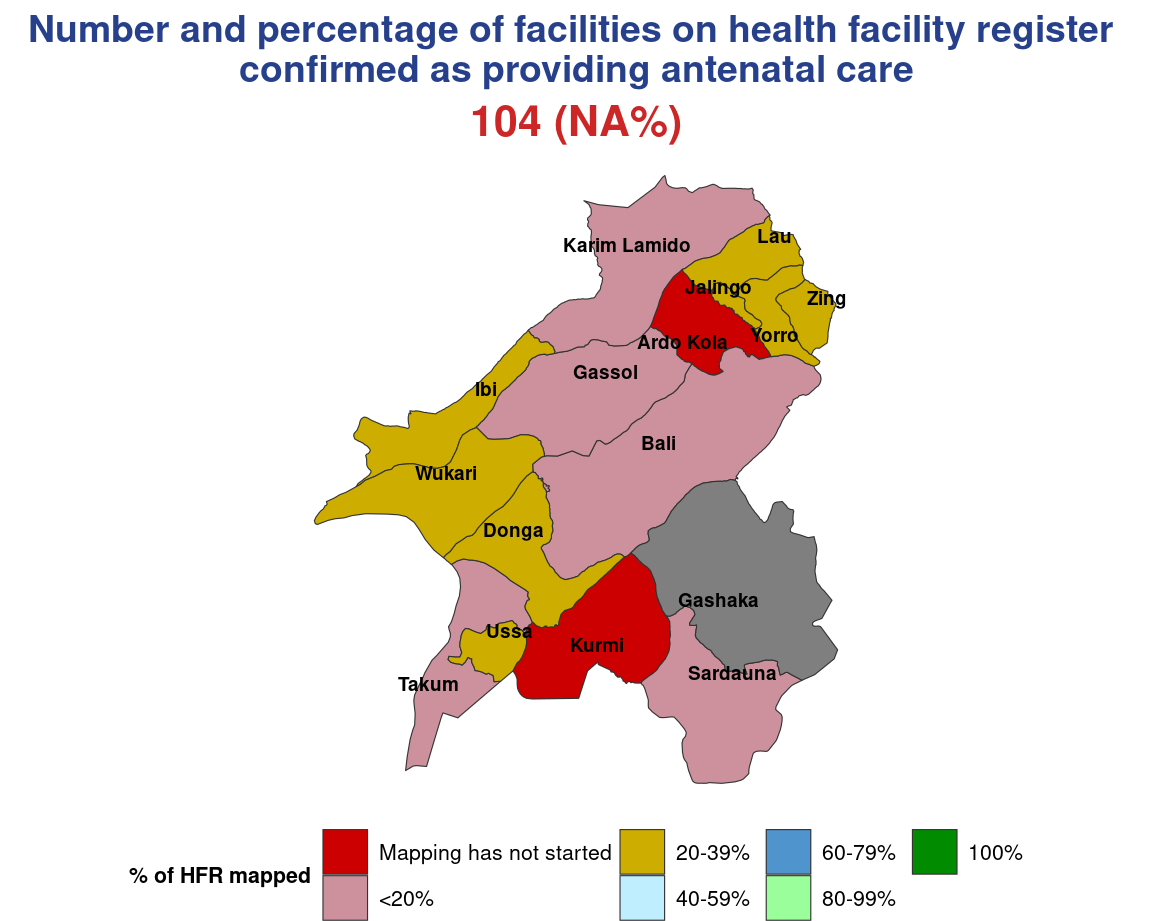 Number and percentage of facilities on health facility register
confirmed as providing antenatal care
104 (NA%)
Karim Lamido
Lau
Jalingo
Zing
Yorro
Ardo Kola
Gassol
Ibi
Bali
Wukari
Donga
Gashaka
Ussa
Kurmi
Sardauna
Takum
% of HFR mapped
Mapping has not started
<20%
20-39%
40-59%
60-79%
80-99%
100%